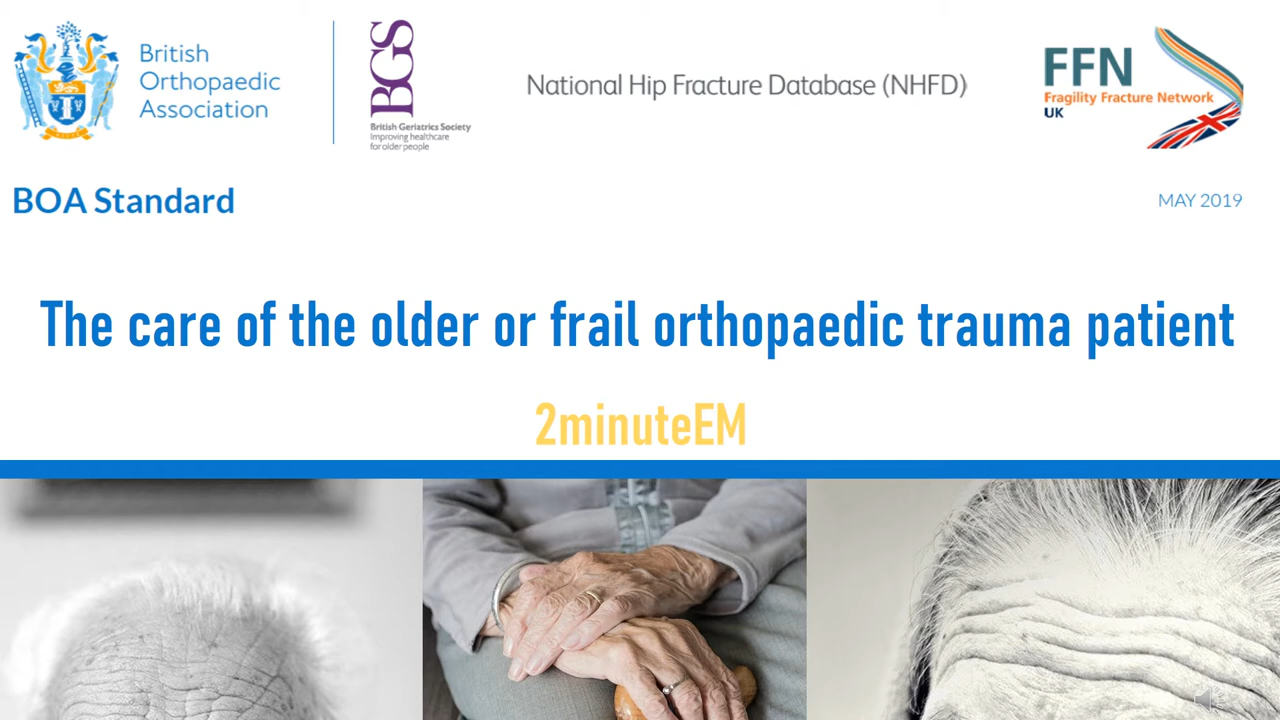 British
Orthopaedic
Association
BGS
British Geriatrics Society
Improving healthcare
for older people
National Hip Fracture Database (NHFD)
FFN
Fragility Fracture Network
UK
BOA Standard
MAY 2019
The care of the older or frail orthopaedic trauma patient
2minuteEM